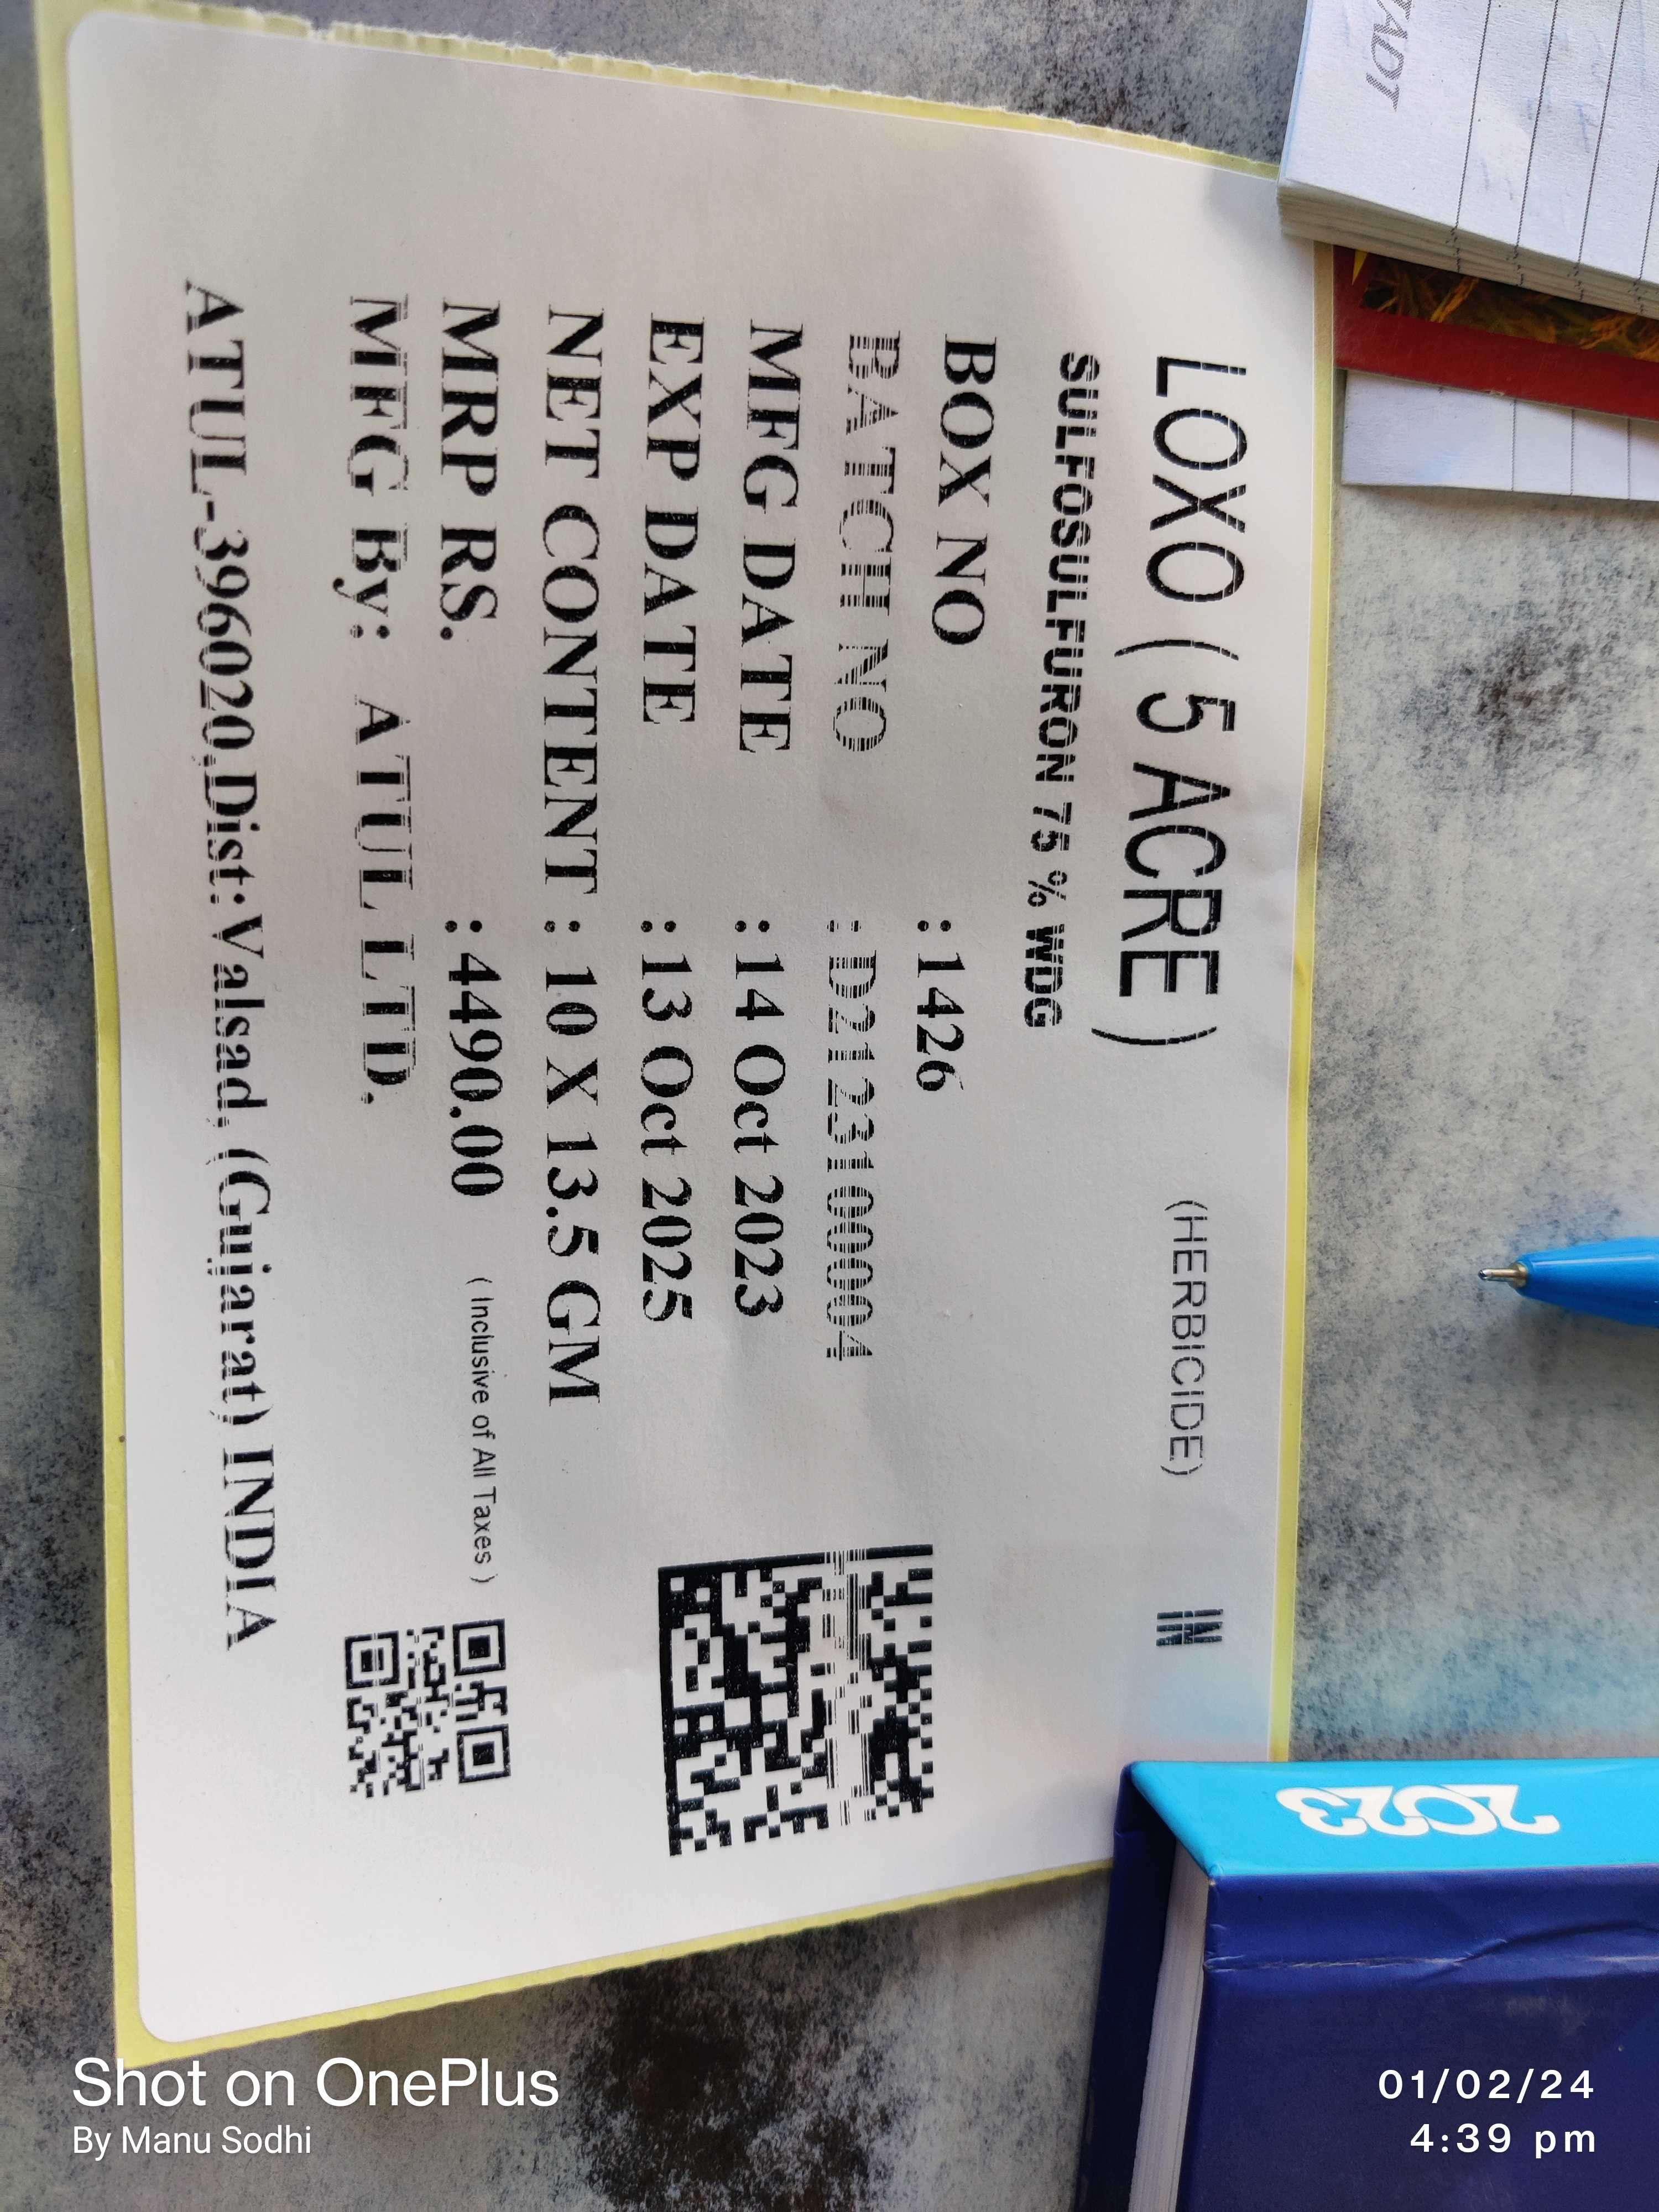 LOXO ( 5 ACRE ) (HERBICIDE) IN
SULFOSULFURON 75 % WDG
BOX NO :1426
BATCH NO :D212310004
MFG DATE :14 Oct 2023
EXP DATE :13 Oct 2025
NET CONTENT : 10 X 13.5 GM
MRP RS. :4490.00 ( Inclusive of All Taxes )
MFG By: ATUL LTD.
ATUL-396020,Dist:Valsad, (Gujarat) INDIA
2023
Shot on OnePlus
By Manu Sodhi
01/02/24
4:39 pm